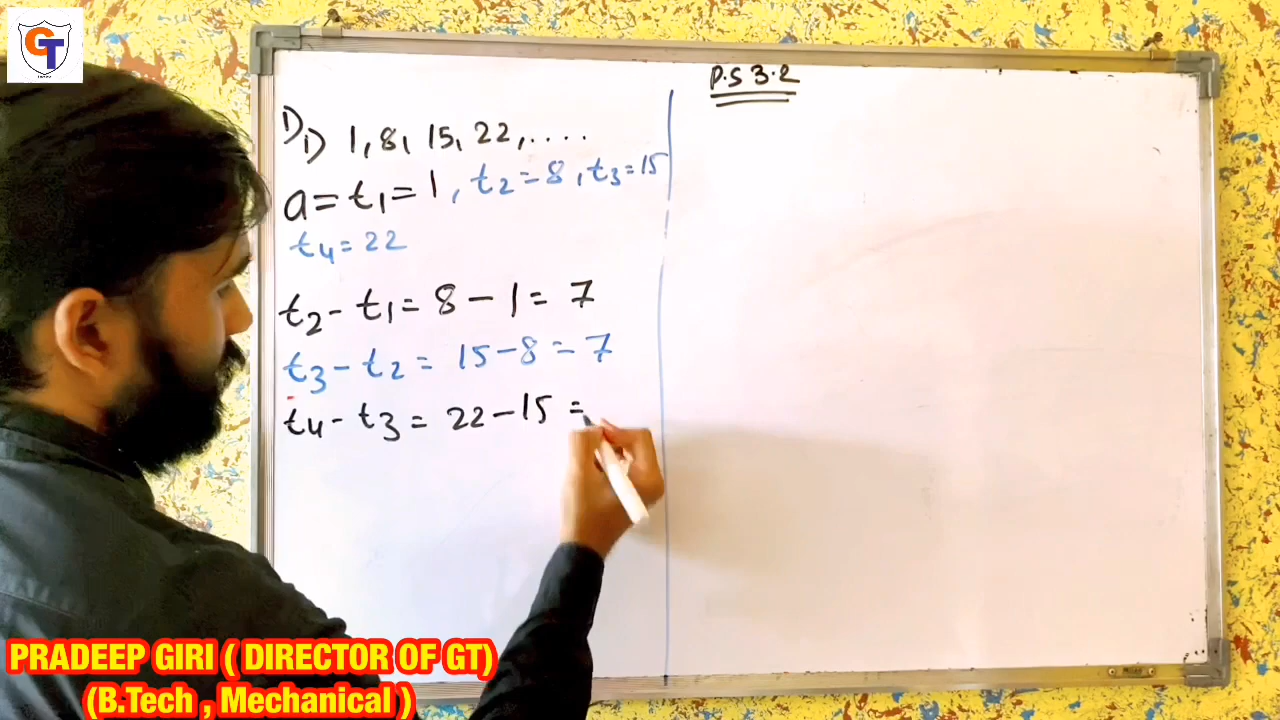 GT
P.S 3.2
1) 1, 8, 15, 22, ....
a = t1 = 1, t2 = 8, t3 = 15
t4 = 22
t2 - t1 = 8 - 1 = 7
t3 - t2 = 15 - 8 = 7
t4 - t3 = 22 - 15 =
PRADEEP GIRI ( DIRECTOR OF GT)
(B.Tech , Mechanical )